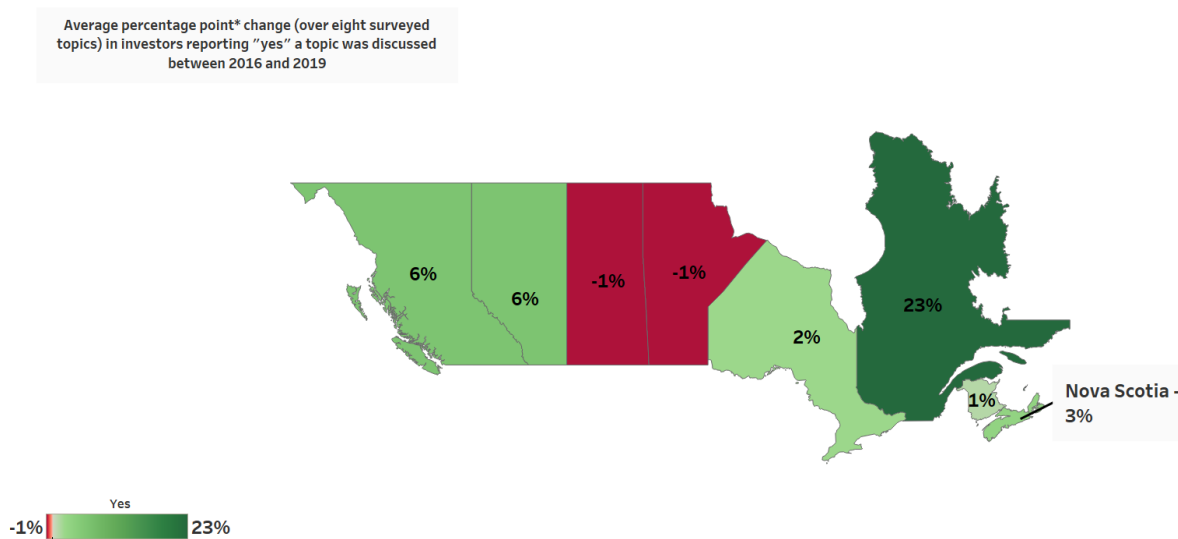 Average percentage point* change (over eight surveyed
topics) in investors reporting "yes" a topic was discussed
between 2016 and 2019
6%
6%
-1%
-1%
2%
23%
1%
Nova Scotia -
3%
Yes
-1%
23%